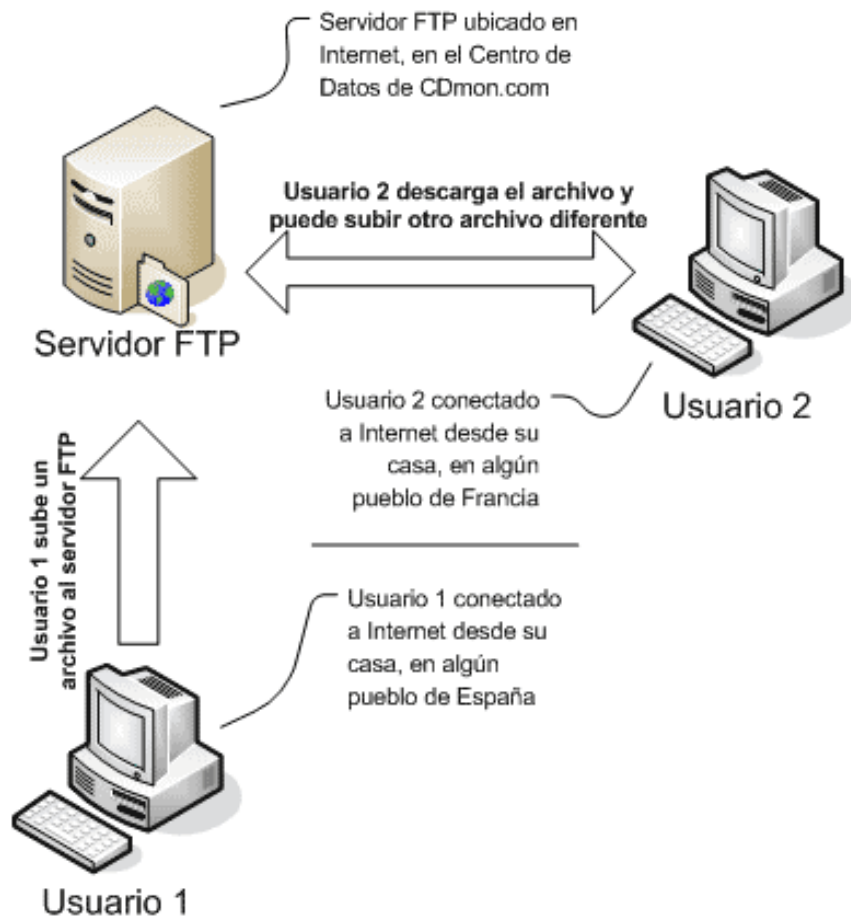 Servidor FTP ubicado en
Internet, en el Centro de
Datos de CDmon.com
Usuario 2 descarga el archivo y
puede subir otro archivo diferente
Servidor FTP
Usuario 2
Usuario 2 conectado
a Internet desde su
casa, en algún
pueblo de Francia
Usuario 1 sube un
archivo al servidor FTP
Usuario 1 conectado
a Internet desde su
casa, en algún
pueblo de España
Usuario 1